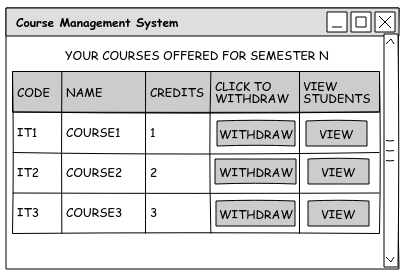 Course Management System
YOUR COURSES OFFERED FOR SEMESTER N
CODE NAME CREDITS CLICK TO WITHDRAW VIEW STUDENTS
IT1 COURSE1 1 WITHDRAW VIEW
IT2 COURSE2 2 WITHDRAW VIEW
IT3 COURSE3 3 WITHDRAW VIEW